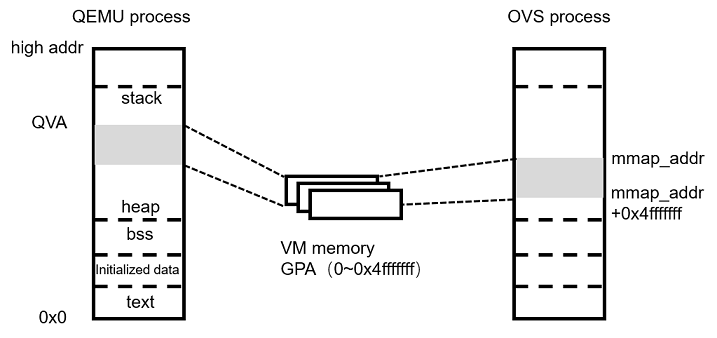 QEMU process
OVS process
high addr
stack
QVA
mmap_addr
mmap_addr
+0x4fffffff
heap
bss
Initialized data
text
0x0
VM memory
GPA（0~0x4fffffff）